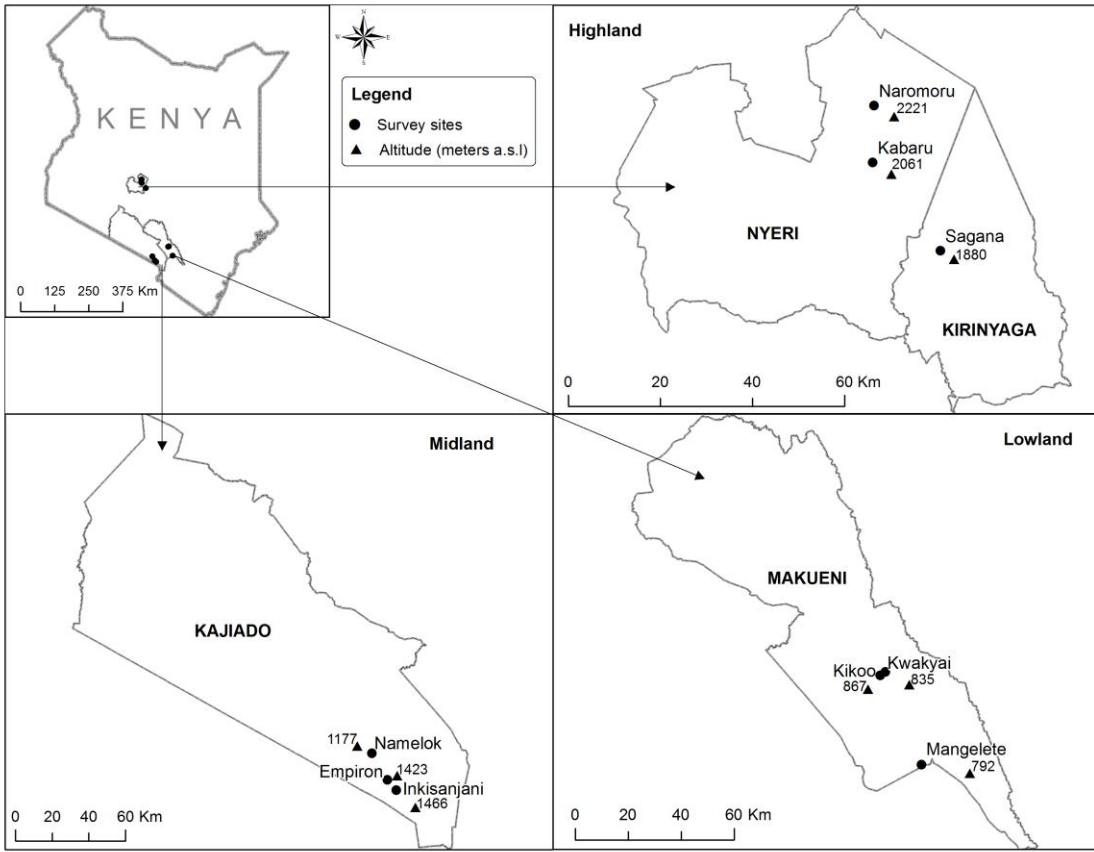 KENYA
0 125 250 375 Km
N
W E
S
Legend
Survey sites
Altitude (meters a.s.l)
Highland
Naromoru
2221
Kabaru
2061
NYERI
Sagana
1880
KIRINYAGA
0 20 40 60 Km
Midland
KAJIADO
1177
Namelok
Empiron
1423
Inkisanjani
1466
0 20 40 60 Km
Lowland
MAKUENI
Kwakyai
Kikoo
835
867
Mangelete
792
0 20 40 60 Km